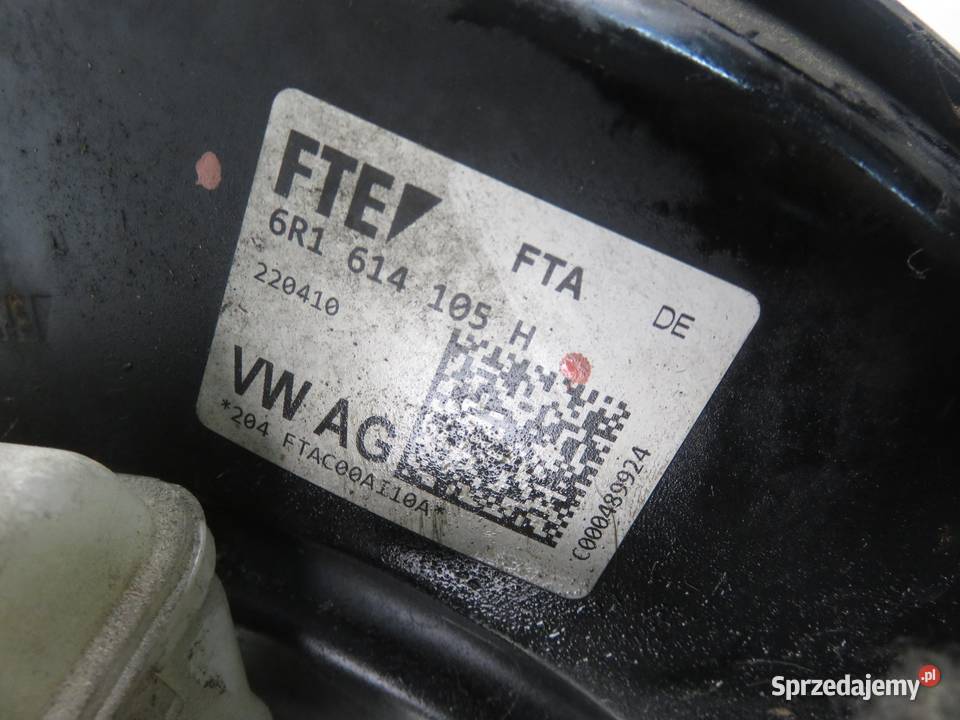 FTE
FTA
DE
6R1 614 105 H
220410
VW AG
*204 FTAC00AI10A*
C000489924
Sprzedajemy.pl